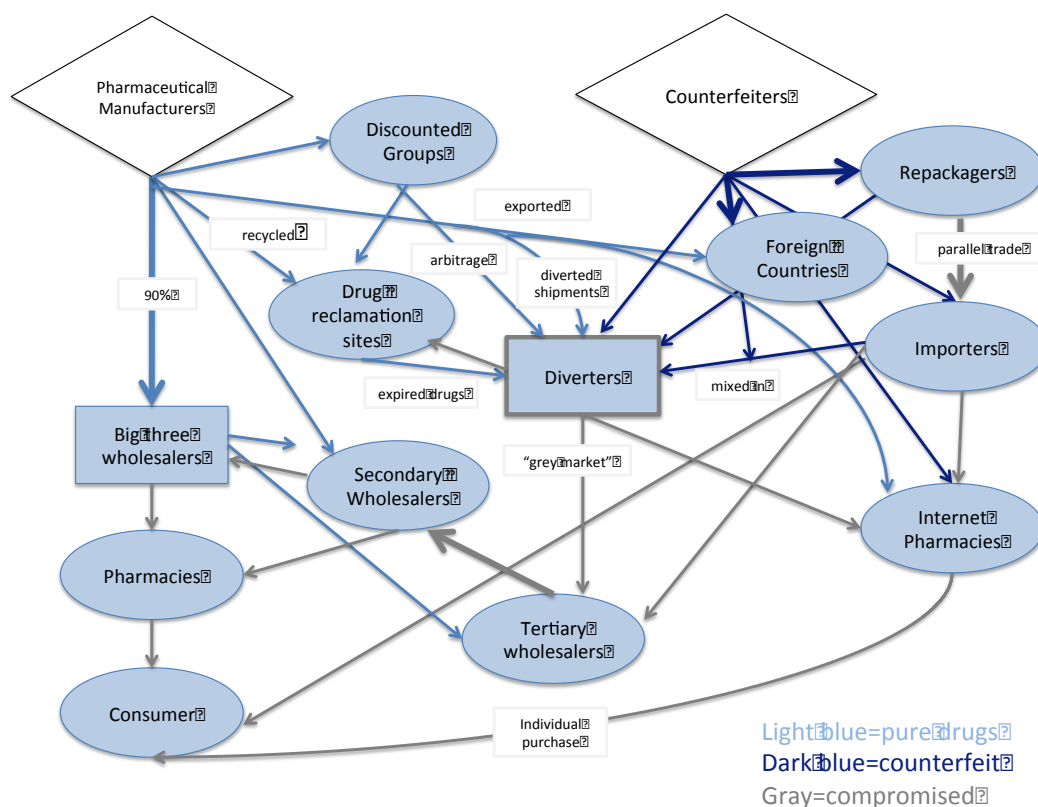 Pharmaceutical
Manufacturers
Counterfeiters
Discounted
Groups
Repackagers
exported
recycled
Foreign
Countries
parallel trade
arbitrage
diverted
shipments
90%
Drug
reclamation
sites
Importers
Diverters
expired drugs
mixed in
Big three
wholesalers
"grey market"
Secondary
Wholesalers
Internet
Pharmacies
Pharmacies
Tertiary
wholesalers
Consumer
Individual
purchase
Light blue=pure drugs
Dark blue=counterfeit
Gray=compromised